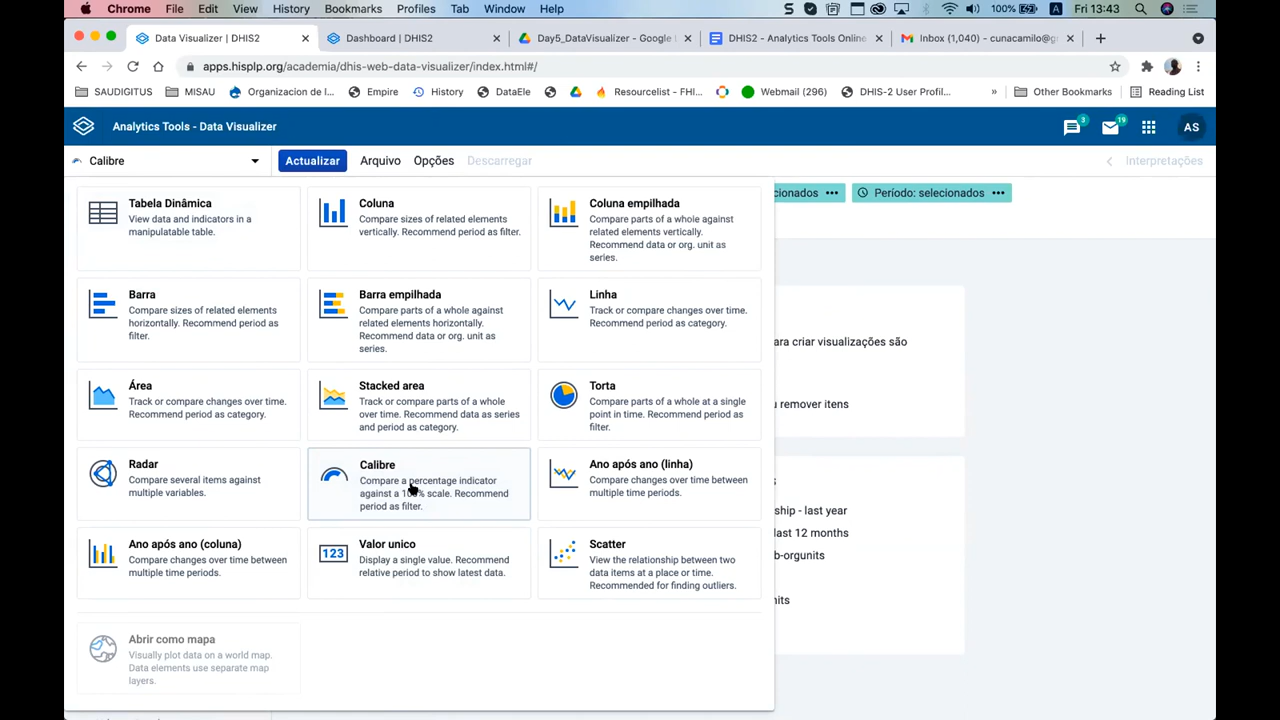 Chrome File Edit View History Bookmarks Profiles Tab Window Help 100% A Fri 13:43
Data Visualizer | DHIS2 Dashboard | DHIS2 Day5_DataVisualizer - Google DHIS2 - Analytics Tools Online Inbox (1,040) - cunacamilo@g
apps.hisplp.org/academia/dhis-web-data-visualizer/index.html#/
SAUDIGITUS MISAU Organizacion de I... Empire History DataEle Resourcelist - FHI... Webmail (296) DHIS-2 User Profil... » Other Bookmarks Reading List
Analytics Tools - Data Visualizer 3 19 AS
Calibre Actualizar Arquivo Opções Descarregar Interpretações
cionados ••• Período: selecionados •••
Tabela Dinâmica
View data and indicators in a
manipulatable table.
Coluna
Compare sizes of related elements
vertically. Recommend period as filter.
Coluna empilhada
Compare parts of a whole against
related elements vertically.
Recommend data or org. unit as
series.
Barra
Compare sizes of related elements
horizontally. Recommend period as
filter.
Barra empilhada
Compare parts of a whole against
related elements horizontally.
Recommend data or org. unit as
series.
Linha
Track or compare changes over time.
Recommend period as category.
ara criar visualizações são
Área
Track or compare changes over time.
Recommend period as category.
Stacked area
Track or compare parts of a whole
over time. Recommend data as series
and period as category.
Torta
Compare parts of a whole at a single
point in time. Recommend period as
filter.
u remover itens
Radar
Compare several items against
multiple variables.
Calibre
Compare a percentage indicator
against a 100% scale. Recommend
period as filter.
Ano após ano (linha)
Compare changes over time between
multiple time periods.
s
ship - last year
last 12 months
b-orgunits
nits
Ano após ano (coluna)
Compare changes over time between
multiple time periods.
123
Valor unico
Display a single value. Recommend
relative period to show latest data.
Scatter
View the relationship between two
data items at a place or time.
Recommended for finding outliers.
Abrir como mapa
Visually plot data on a world map.
Data elements use separate map
layers.